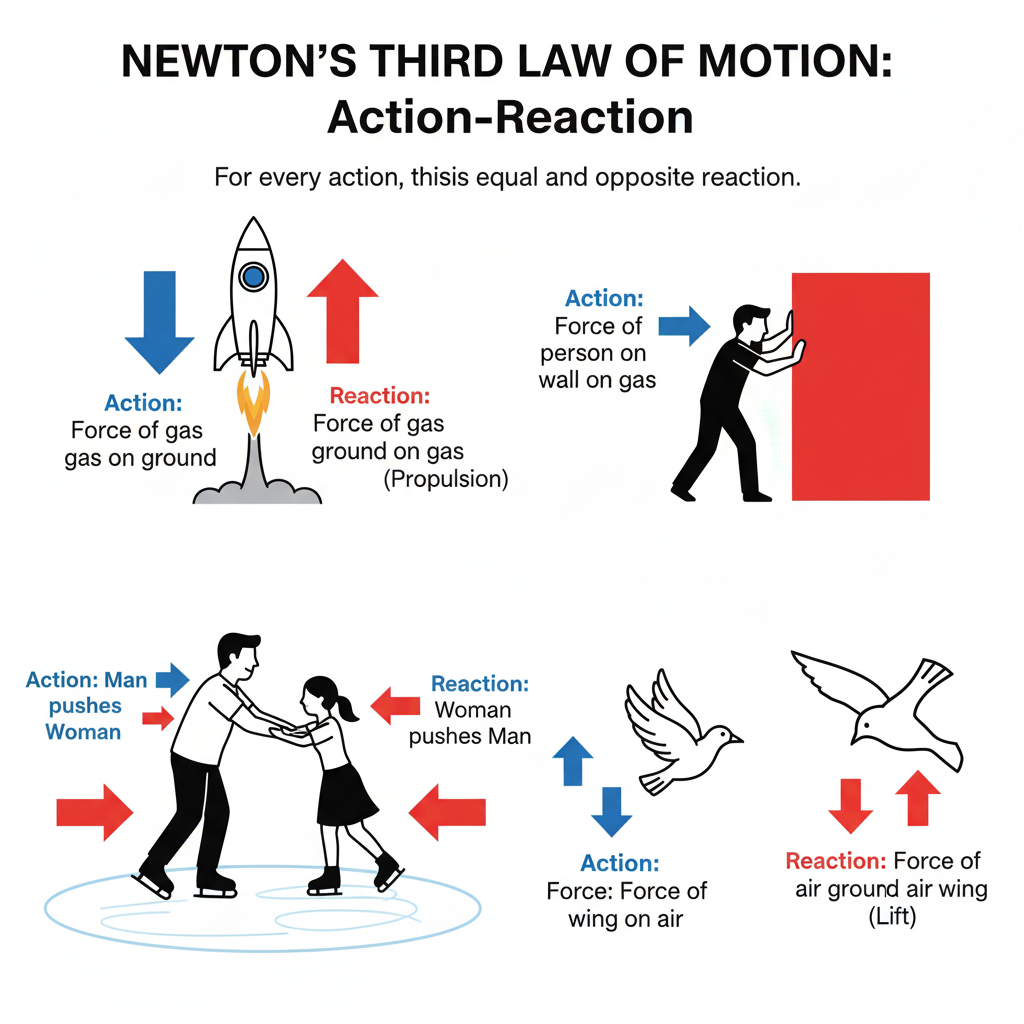 NEWTON'S THIRD LAW OF MOTION:
Action-Reaction
For every action, thisis equal and opposite reaction.
Action:
Force of gas
gas on ground
Reaction:
Force of gas
ground on gas
(Propulsion)
Action:
Force of
person on
wall on gas
Action: Man
pushes
Woman
Reaction:
Woman
pushes Man
Action:
Force: Force of
wing on air
Reaction: Force of
air ground air wing
(Lift)